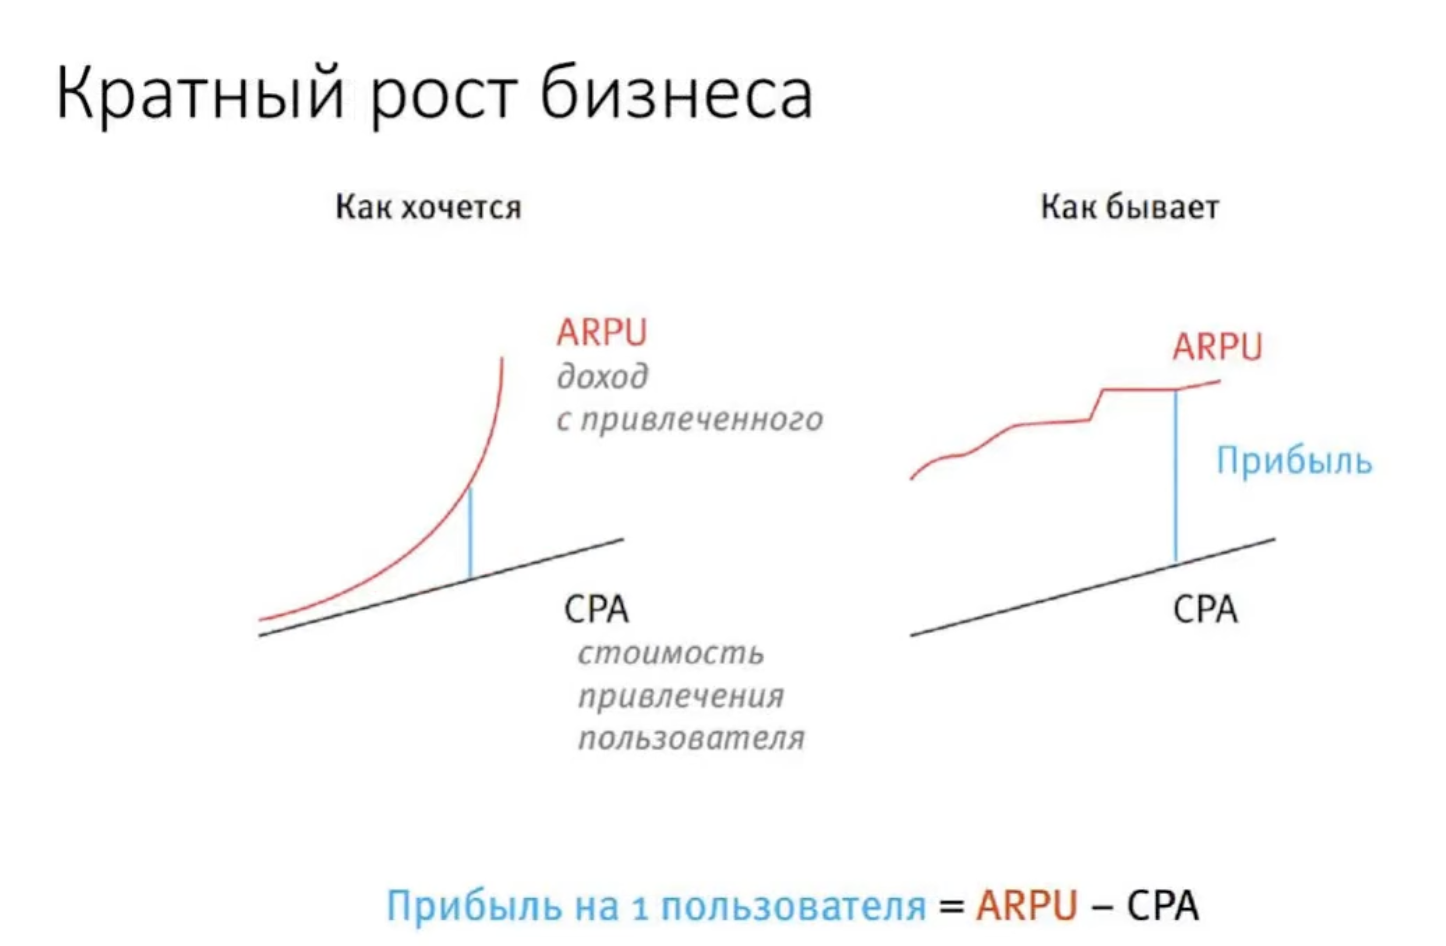 Кратный рост бизнеса
Как хочется
Как бывает
ARPU
доход
с привлеченного
CPA
стоимость
привлечения
пользователя
ARPU
Прибыль
CPA
Прибыль на 1 пользователя = ARPU – CPA